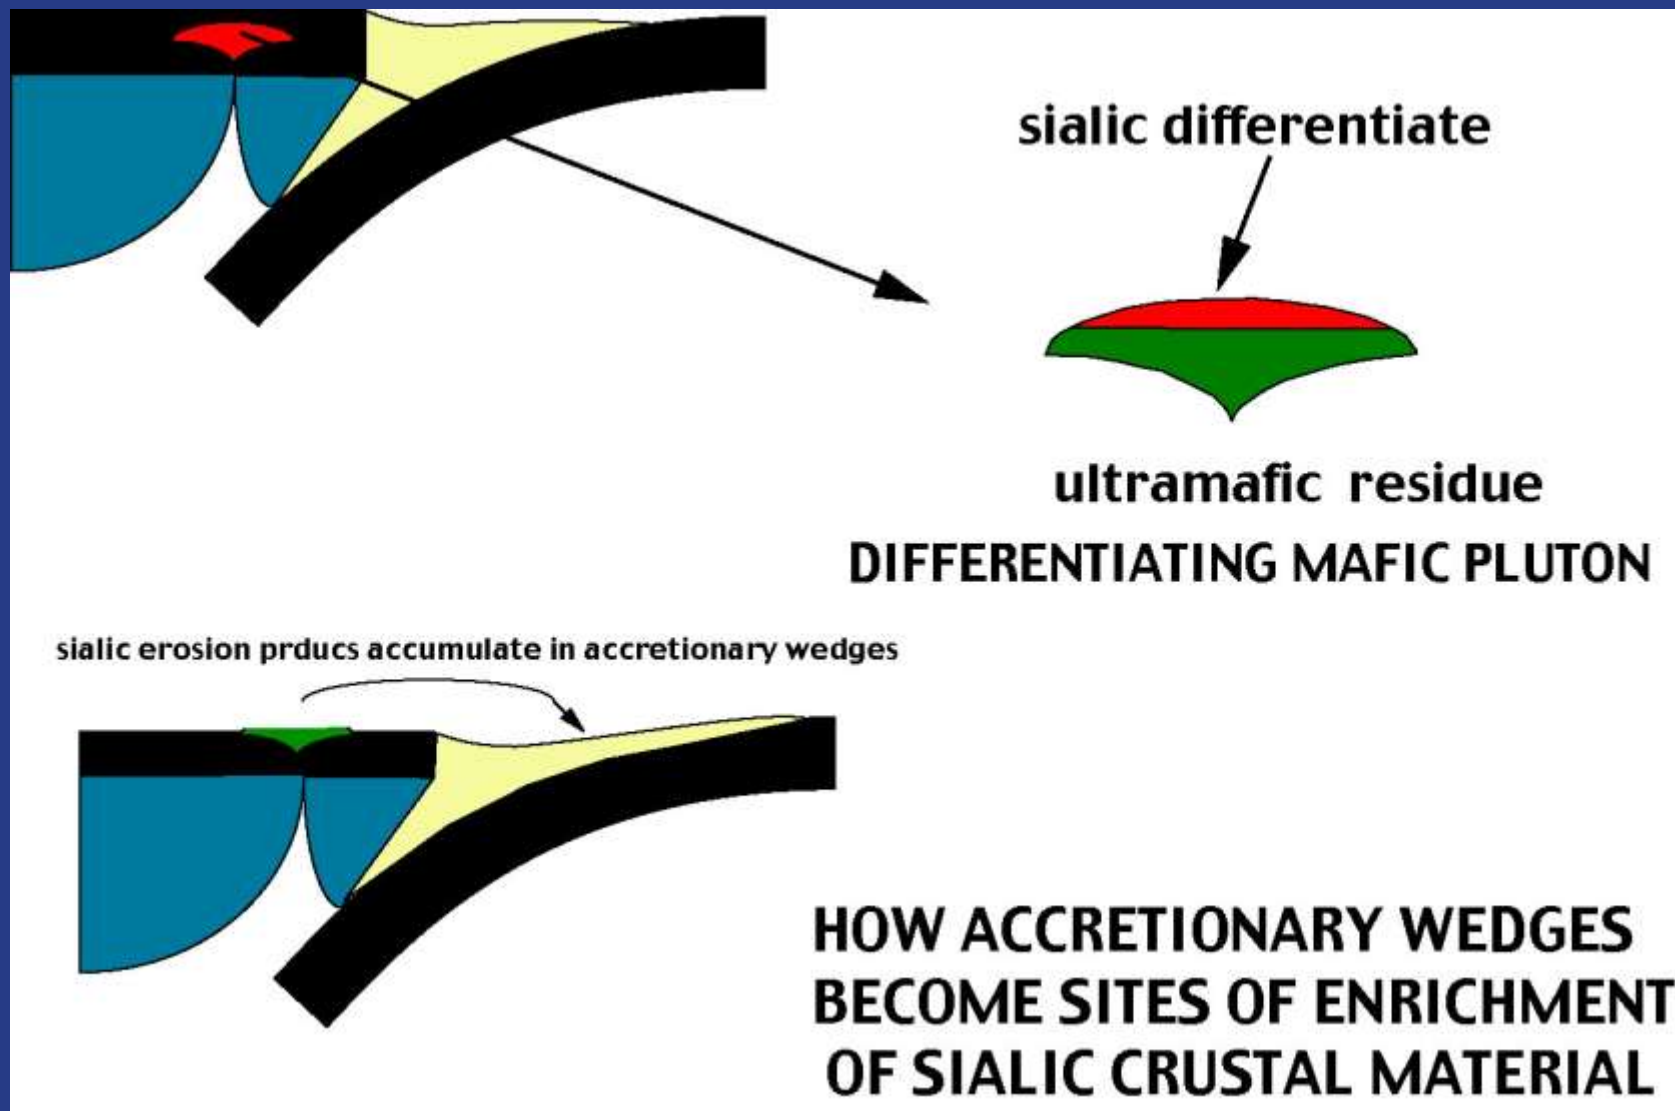 sialic differentiate
ultramafic residue
DIFFERENTIATING MAFIC PLUTON
sialic erosion prducs accumulate in accretionary wedges
HOW ACCRETIONARY WEDGES
BECOME SITES OF ENRICHMENT
OF SIALIC CRUSTAL MATERIAL